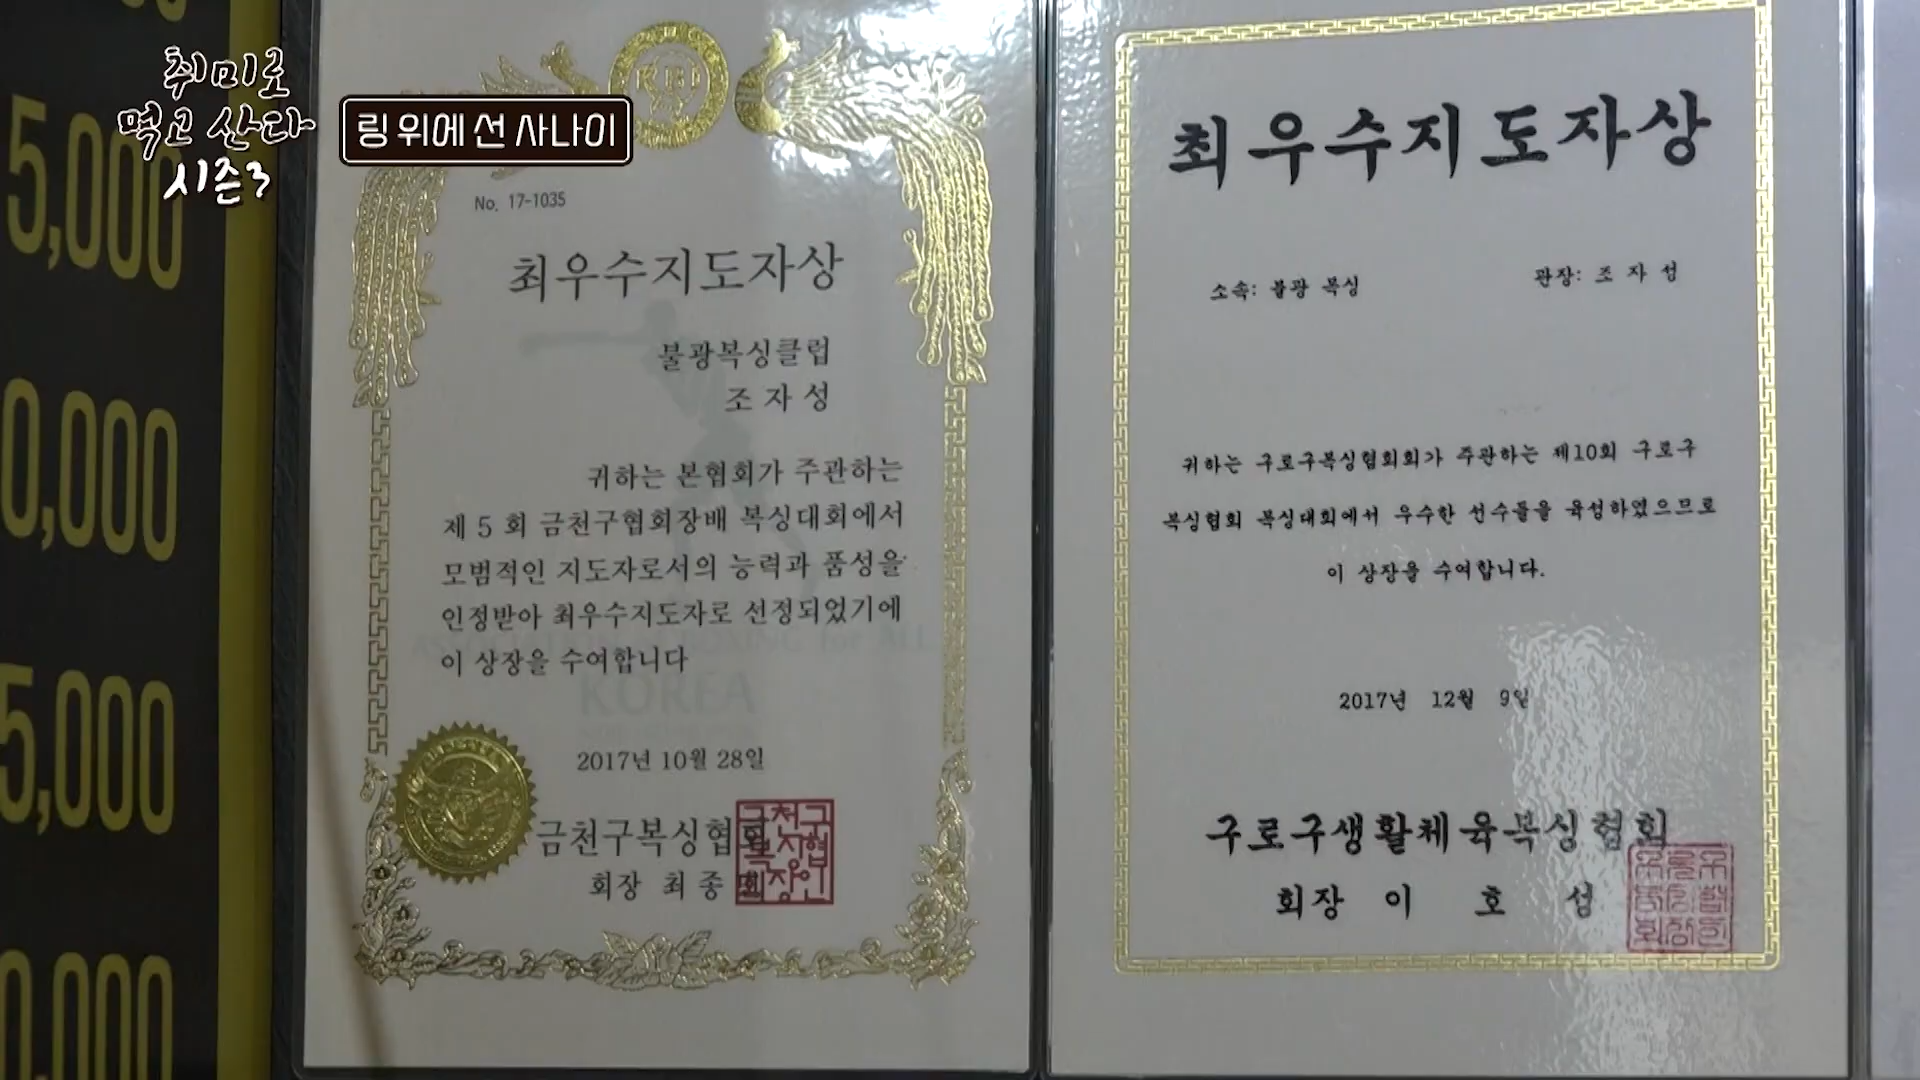 취미로
먹고 산다
시즌3
링 위에 선 사나이
5,000
0,000
5,000
0,000
No. 17-1035
최우수지도자상
불광복싱클럽
조 자 성
귀하는 본협회가 주관하는
제 5 회 금천구협회장배 복싱대회에서
모범적인 지도자로서의 능력과 품성을
인정받아 최우수지도자로 선정되었기에
이 상장을 수여합니다
KOREA
2017년 10월 28일
금천구복싱협회
회장 최 종
최우수지도자상
소속: 불광 복싱
관장: 조 자 성
귀하는 구로구복싱협회회가 주관하는 제10회 구로구
복싱협회 복싱대회에서 우수한 선수들을 육성하였으므로
이 상장을 수여합니다.
2017년 12월 9일
구로구생활체육복싱협회
회장 이 호 성